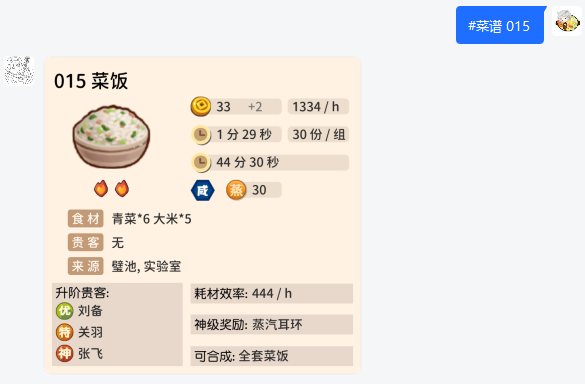 #菜谱 015
015 菜饭
33 +2 1334 / h
1 分 29 秒 30 份 / 组
44 分 30 秒
咸 蒸 30
食材 青菜*6 大米*5
贵客 无
来源 璧池, 实验室
升阶贵客:
优 刘备
特 关羽
神 张飞
耗材效率: 444 / h
神级奖励: 蒸汽耳环
可合成: 全套菜饭